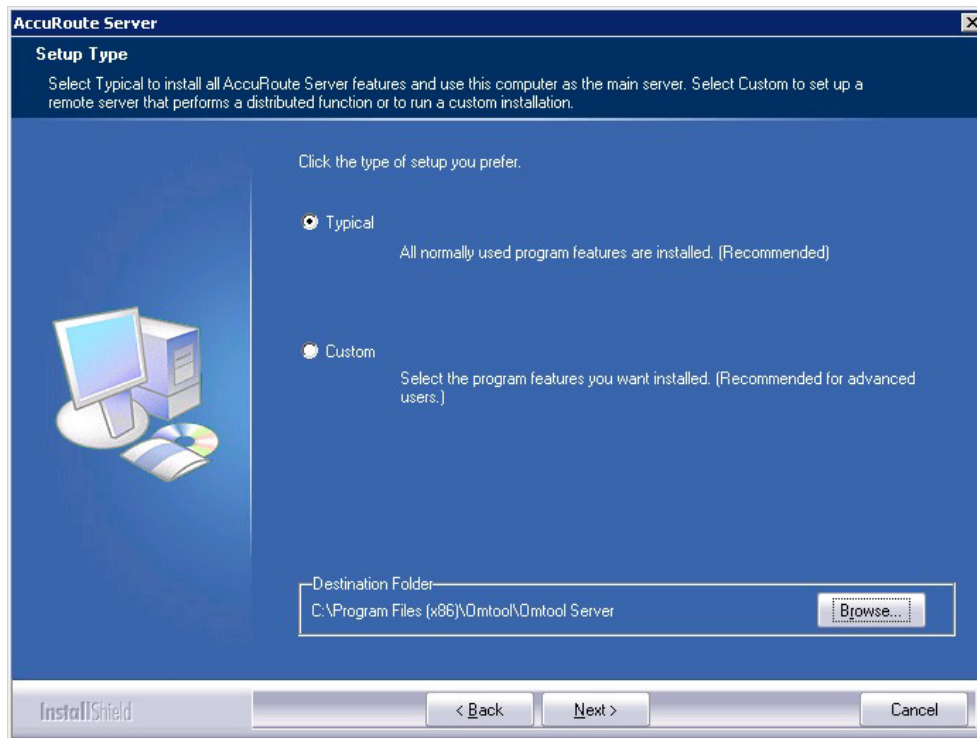 AccuRoute Server
Setup Type
Select Typical to install all AccuRoute Server features and use this computer as the main server. Select Custom to set up a
remote server that performs a distributed function or to run a custom installation.
Click the type of setup you prefer.
Typical
All normally used program features are installed. (Recommended)
Custom
Select the program features you want installed. (Recommended for advanced
users.)
Destination Folder
C:\Program Files (x86)\Omtool\Omtool Server
Browse...
InstallShield
< Back
Next >
Cancel